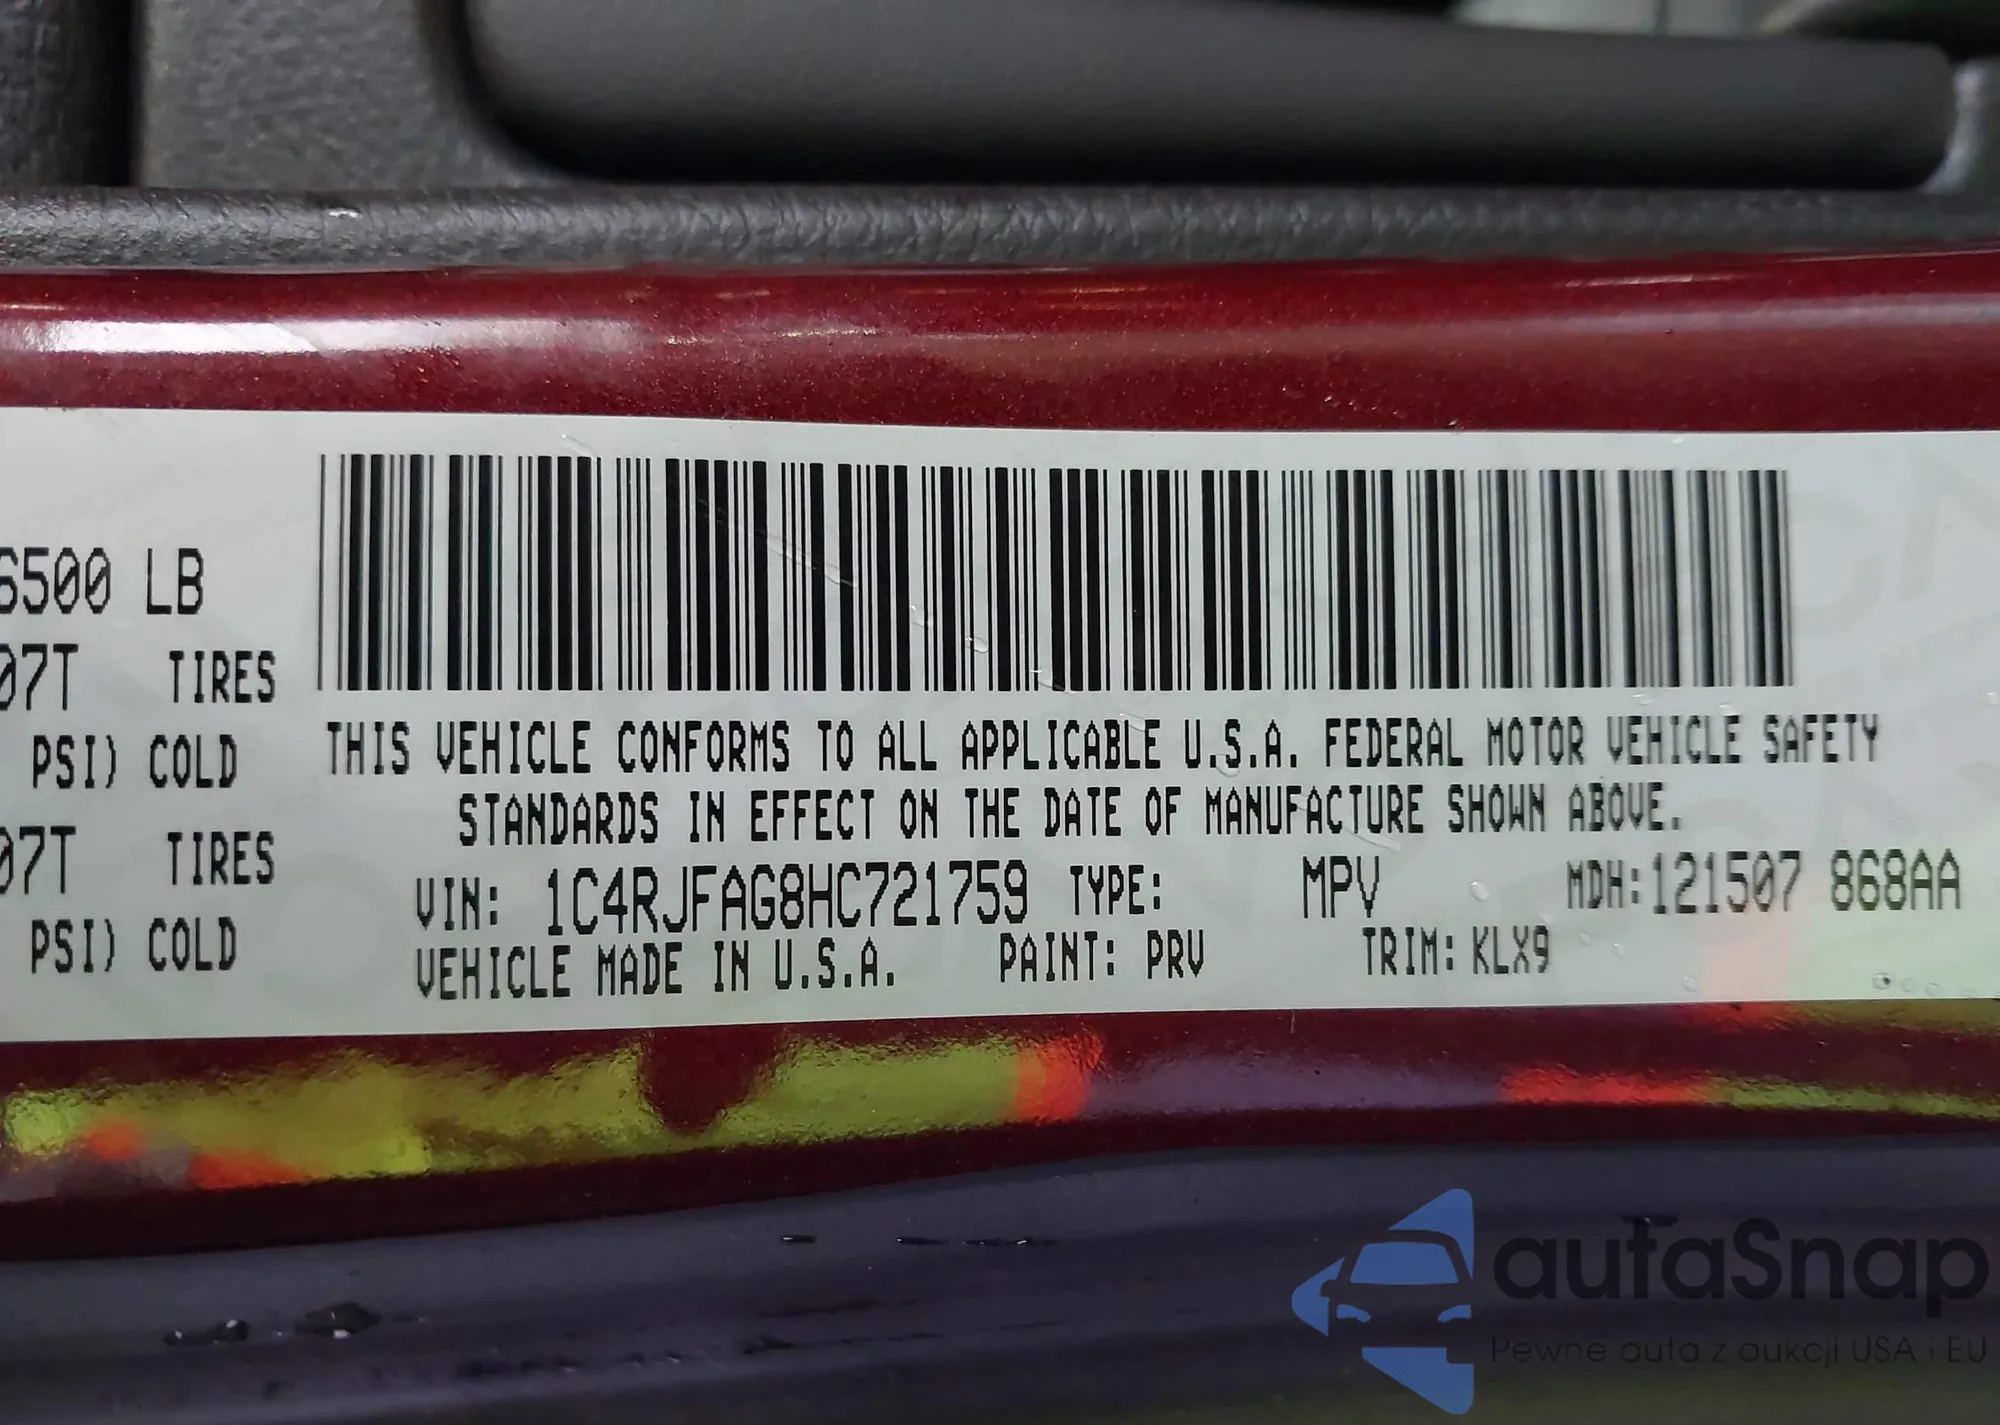 6500 LB
07T TIRES
PSI) COLD
07T TIRES
PSI) COLD
THIS VEHICLE CONFORMS TO ALL APPLICABLE U.S.A. FEDERAL MOTOR VEHICLE SAFETY
STANDARDS IN EFFECT ON THE DATE OF MANUFACTURE SHOWN ABOVE.
VIN: 1C4RJFAG8HC721759 TYPE: MPV MDH:121507 868AA
VEHICLE MADE IN U.S.A. PAINT: PRV TRIM: KLX9
autaSnap
Pewne auta z aukcji USA i EU